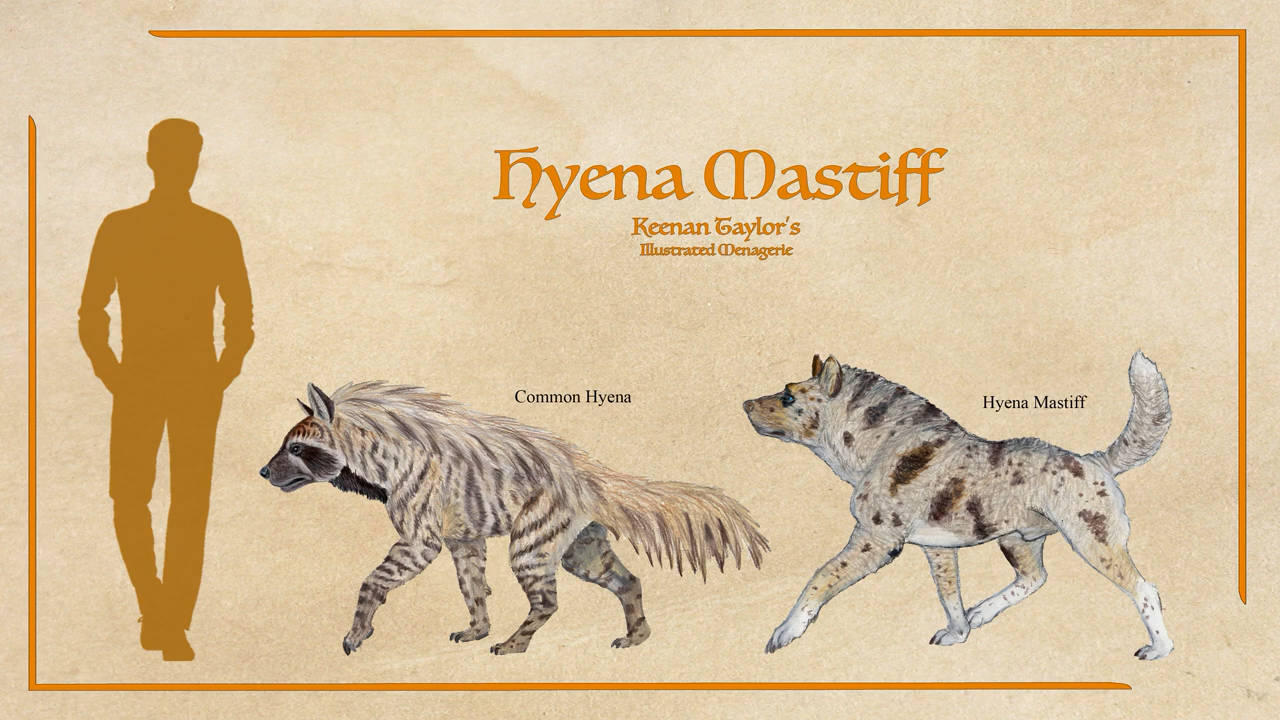 Hyena Mastiff
Keenan Taylor's
Illustrated Menagerie
Common Hyena
Hyena Mastiff